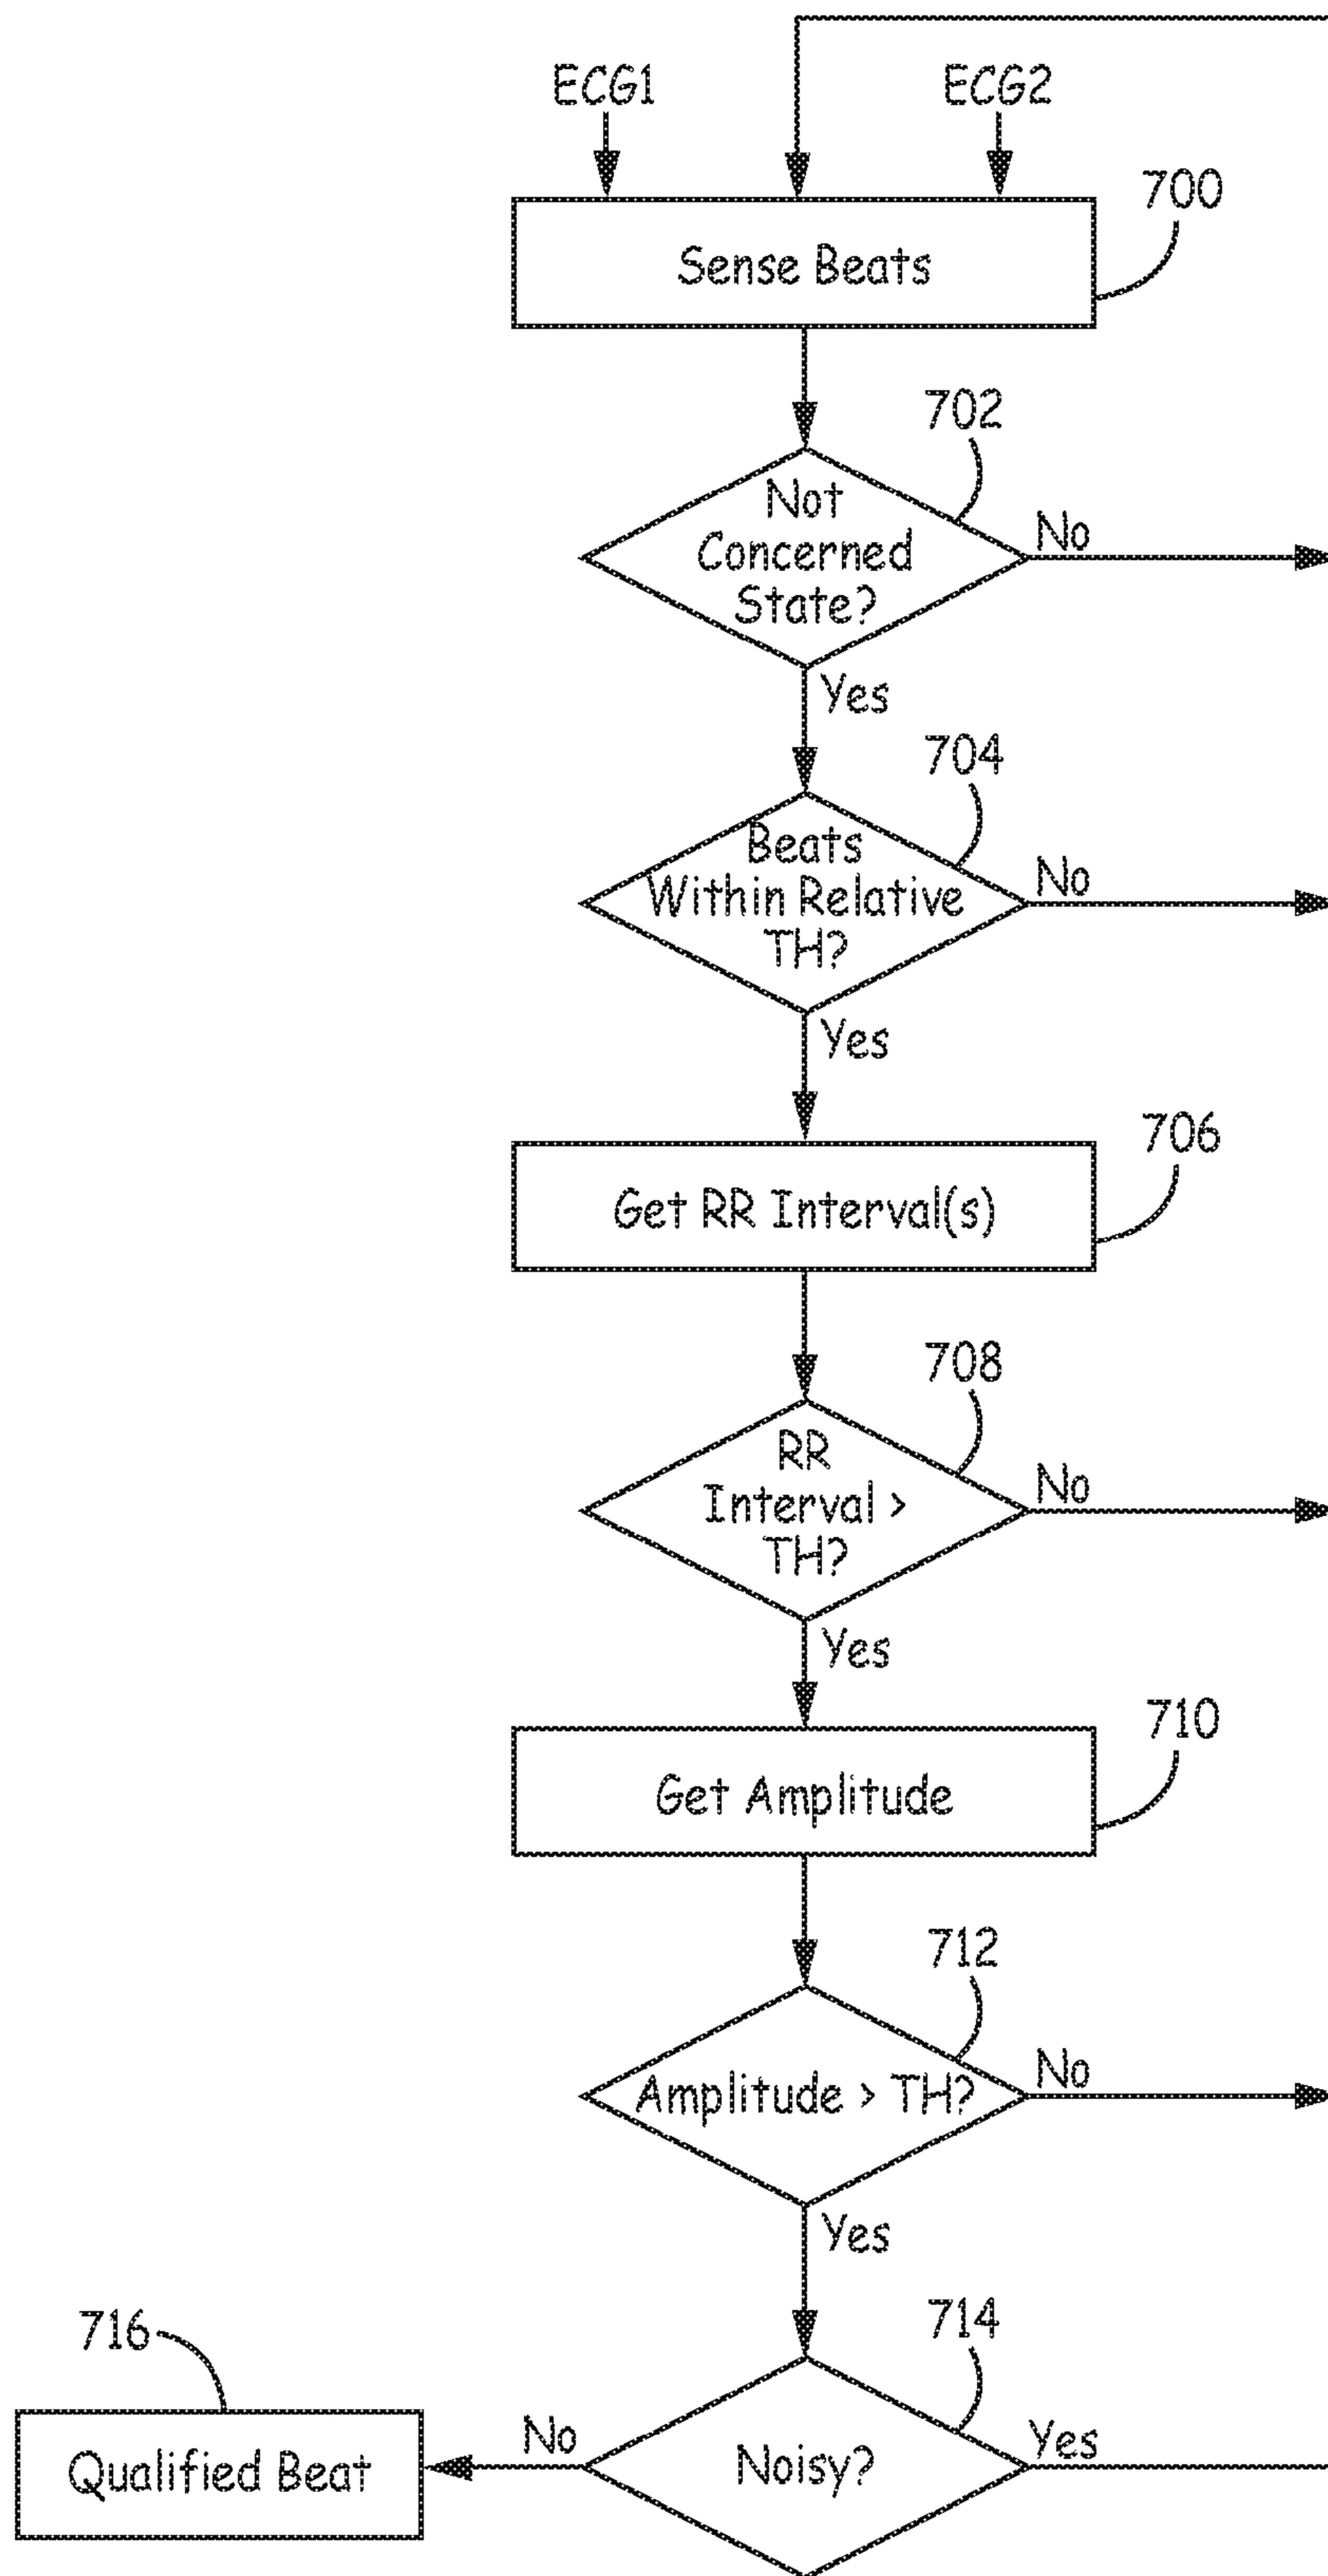 ECG1
ECG2
700
Sense Beats
702
Not
Concerned
State?
No
Yes
704
Beats
Within Relative
TH?
No
Yes
706
Get RR Interval(s)
708
RR
Interval >
TH?
No
Yes
710
Get Amplitude
712
Amplitude > TH?
No
Yes
714
716
Noisy?
No
Yes
Qualified Beat